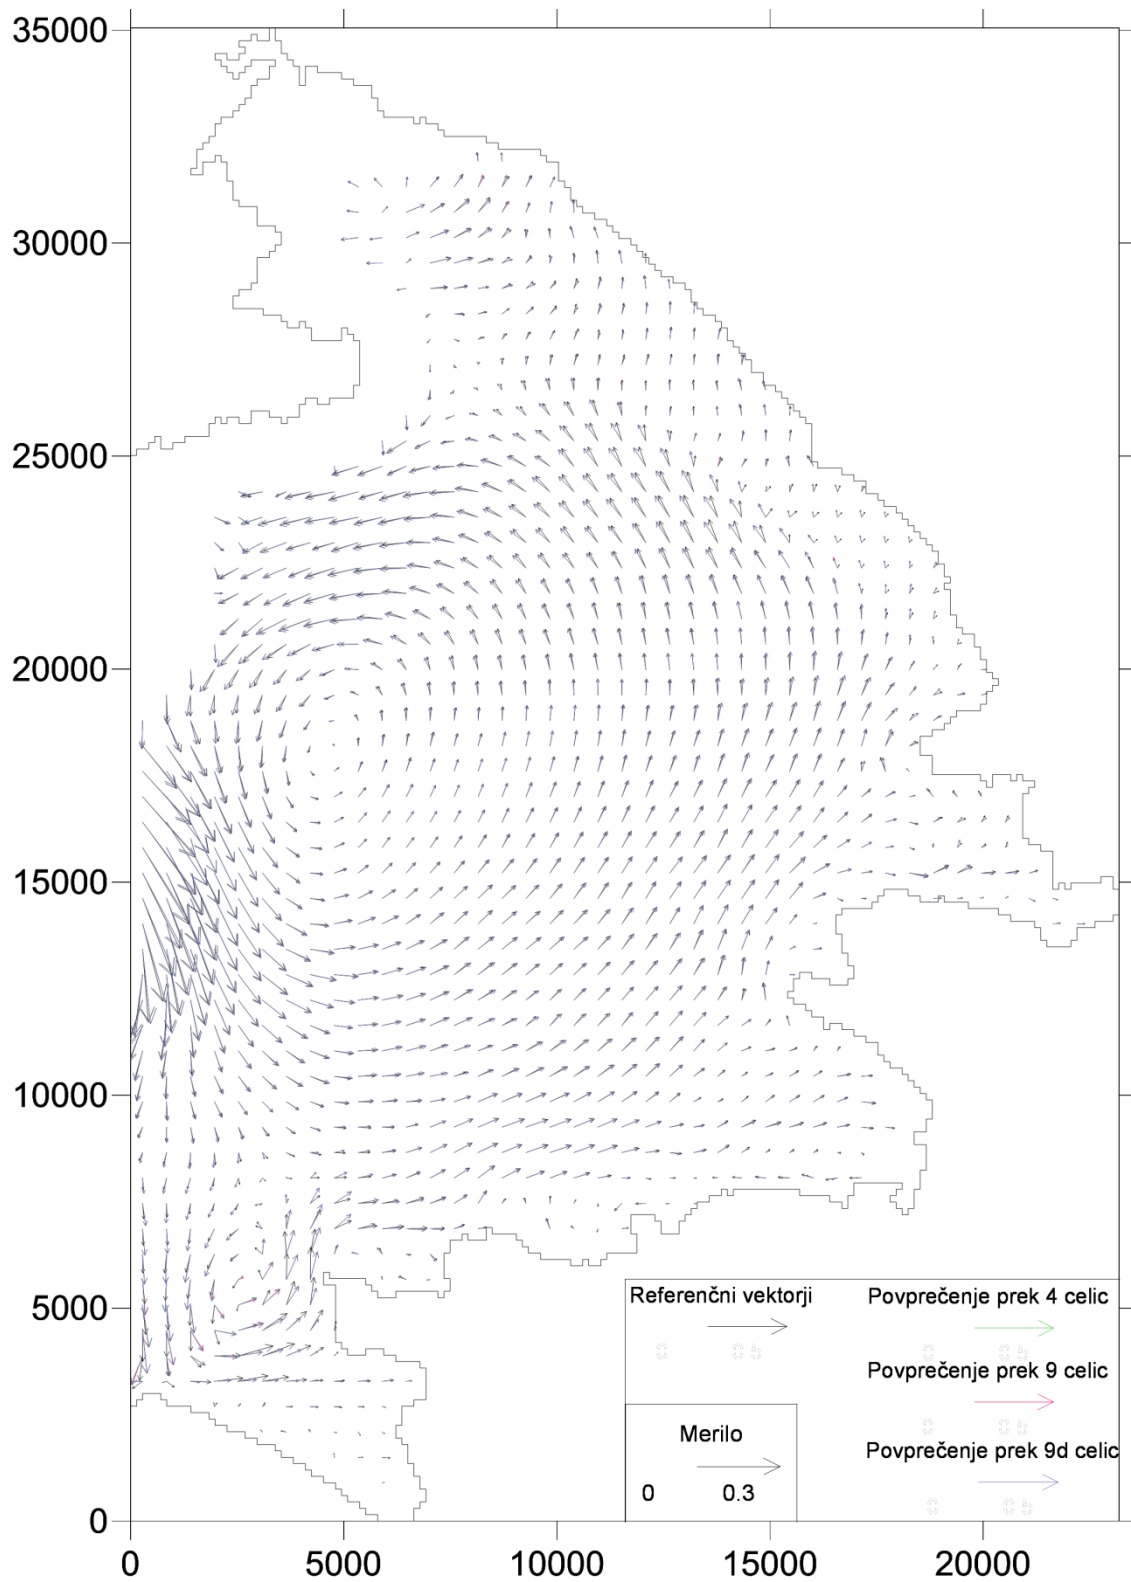 35000
30000
25000
20000
15000
10000
5000
0
Referenčni vektorji
Povprečenje prek 4 celic
Povprečenje prek 9 celic
Merilo
0 0.3
Povprečenje prek 9d celic
0 5000 10000 15000 20000